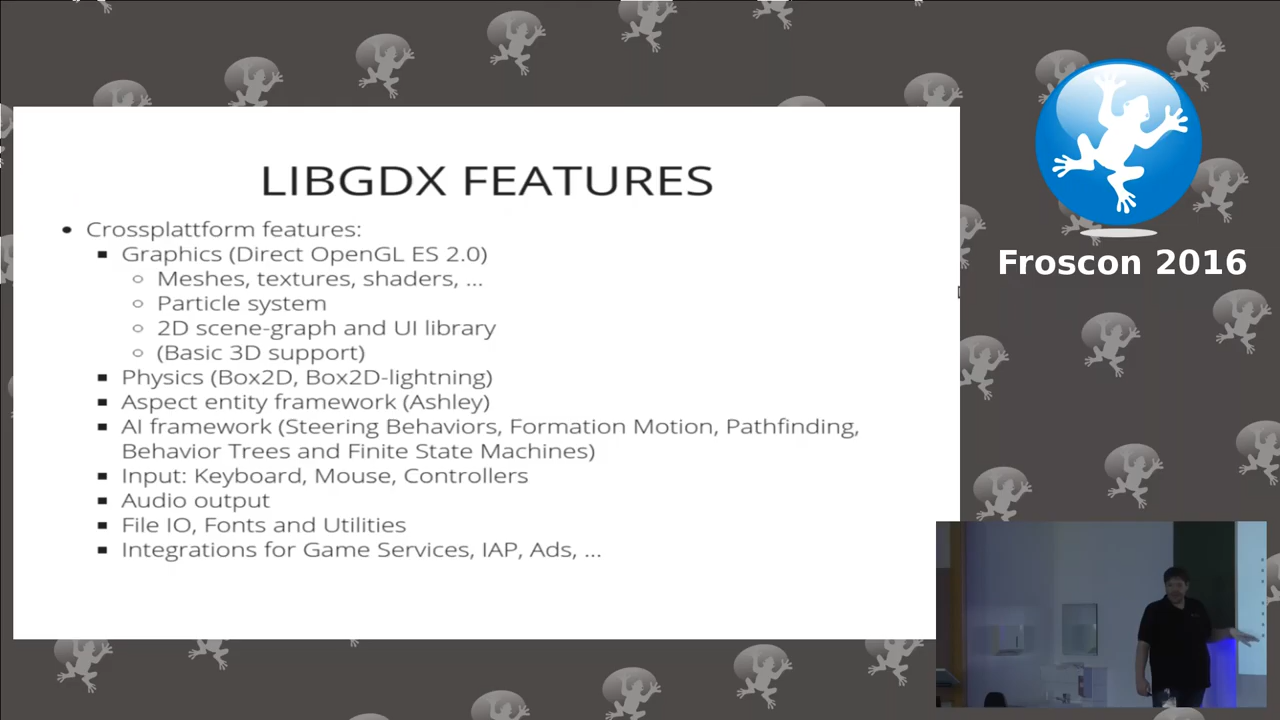 LIBGDX FEATURES
Crossplattform features:
Graphics (Direct OpenGL ES 2.0)
Meshes, textures, shaders, ...
Particle system
2D scene-graph and UI library
(Basic 3D support)
Physics (Box2D, Box2D-lightning)
Aspect entity framework (Ashley)
AI framework (Steering Behaviors, Formation Motion, Pathfinding,
Behavior Trees and Finite State Machines)
Input: Keyboard, Mouse, Controllers
Audio output
File IO, Fonts and Utilities
Integrations for Game Services, IAP, Ads, ...
Froscon 2016